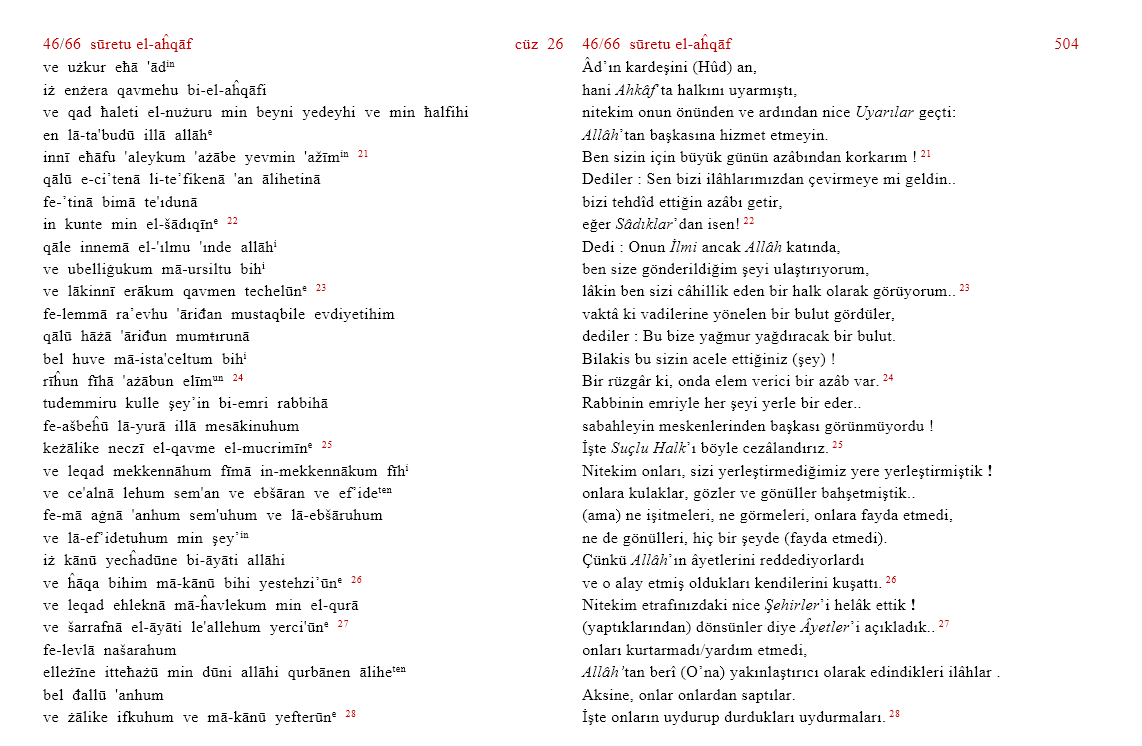 46/66 sūretu el-aĥqāf
cüz 26
ve użkur eħā 'ādⁱⁿ
iż enżera qavmehu bi-el-aĥqāfi
ve qad ħaleti el-nużuru min beyni yedeyhi ve min ħalfihi
en lā-ta'budū illā allāhᵉ
innī eħāfu 'aleykum 'ażābe yevmin 'ažīmⁱⁿ 21
qālū e-ci’tenā li-te’fikenā 'an ālihetinā
fe-’tinā bimā te'ıdunā
in kunte min el-šādıqīnᵉ 22
qāle innemā el-'ılmu 'ınde allāhⁱ
ve ubelliġukum mā-ursiltu bihⁱ
ve lākinnī erākum qavmen techelūnᵉ 23
fe-lemmā ra’evhu 'āriđan mustaqbile evdiyetihim
qālū hāżā 'āriđun mumŧırunā
bel huve mā-ista'celtum bihⁱ
rīĥun fīhā 'ażābun elīmᵘⁿ 24
tudemmiru kulle şey’in bi-emri rabbihā
fe-ašbeĥū lā-yurā illā mesākinuhum
keżālike neczī el-qavme el-mucrimīnᵉ 25
ve leqad mekkennāhum fīmā in-mekkennākum fīhⁱ
ve ce'alnā lehum sem'an ve ebšāran ve ef’ideᵗᵉⁿ
fe-mā aġnā 'anhum sem'uhum ve lā-ebšāruhum
ve lā-ef’idetuhum min şey’ⁱⁿ
iż kānū yecĥadūne bi-āyāti allāhi
ve ĥāqa bihim mā-kānū bihi yestehzi’ūnᵉ 26
ve leqad ehleknā mā-ĥavlekum min el-qurā
ve šarrafnā el-āyāti le'allehum yerci'ūnᵉ 27
fe-levlā našarahum
elleżīne itteħażū min dūni allāhi qurbānen āliheᵗᵉⁿ
bel đallū 'anhum
ve żālike ifkuhum ve mā-kānū yefterūnᵉ 28
46/66 sūretu el-aĥqāf
504
Âd’ın kardeşini (Hûd) an,
hani Ahkâf’ta halkını uyarmıştı,
nitekim onun önünden ve ardından nice Uyarılar geçti:
Allâh’tan başkasına hizmet etmeyin.
Ben sizin için büyük günün azâbından korkarım ! 21
Dediler : Sen bizi ilâhlarımızdan çevirmeye mi geldin..
bizi tehdîd ettiğin azâbı getir,
eğer Sâdıklar’dan isen! 22
Dedi : Onun İlmi ancak Allâh katında,
ben size gönderildiğim şeyi ulaştırıyorum,
lâkin ben sizi câhillik eden bir halk olarak görüyorum.. 23
vaktâ ki vadilerine yönelen bir bulut gördüler,
dediler : Bu bize yağmur yağdıracak bir bulut.
Bilakis bu sizin acele ettiğiniz (şey) !
Bir rüzgâr ki, onda elem verici bir azâb var. 24
Rabbinin emriyle her şeyi yerle bir eder..
sabahleyin meskenlerinden başkası görünmüyordu !
İşte Suçlu Halk’ı böyle cezâlandırız. 25
Nitekim onları, sizi yerleştirmediğimiz yere yerleştirmiştik !
onlara kulaklar, gözler ve gönüller bahşetmiştik..
(ama) ne işitmeleri, ne görmeleri, onlara fayda etmedi,
ne de gönülleri, hiç bir şeyde (fayda etmedi).
Çünkü Allâh’ın âyetlerini reddediyorlardı
ve o alay etmiş oldukları kendilerini kuşattı. 26
Nitekim etrafınızdaki nice Şehirler’i helâk ettik !
(yaptıklarından) dönsünler diye Âyetler’i açıkladık.. 27
onları kurtarmadı/yardım etmedi,
Allâh’tan berî (O’na) yakınlaştırıcı olarak edindikleri ilâhlar .
Aksine, onlar onlardan saptılar.
İşte onların uydurup durdukları uydurmaları. 28